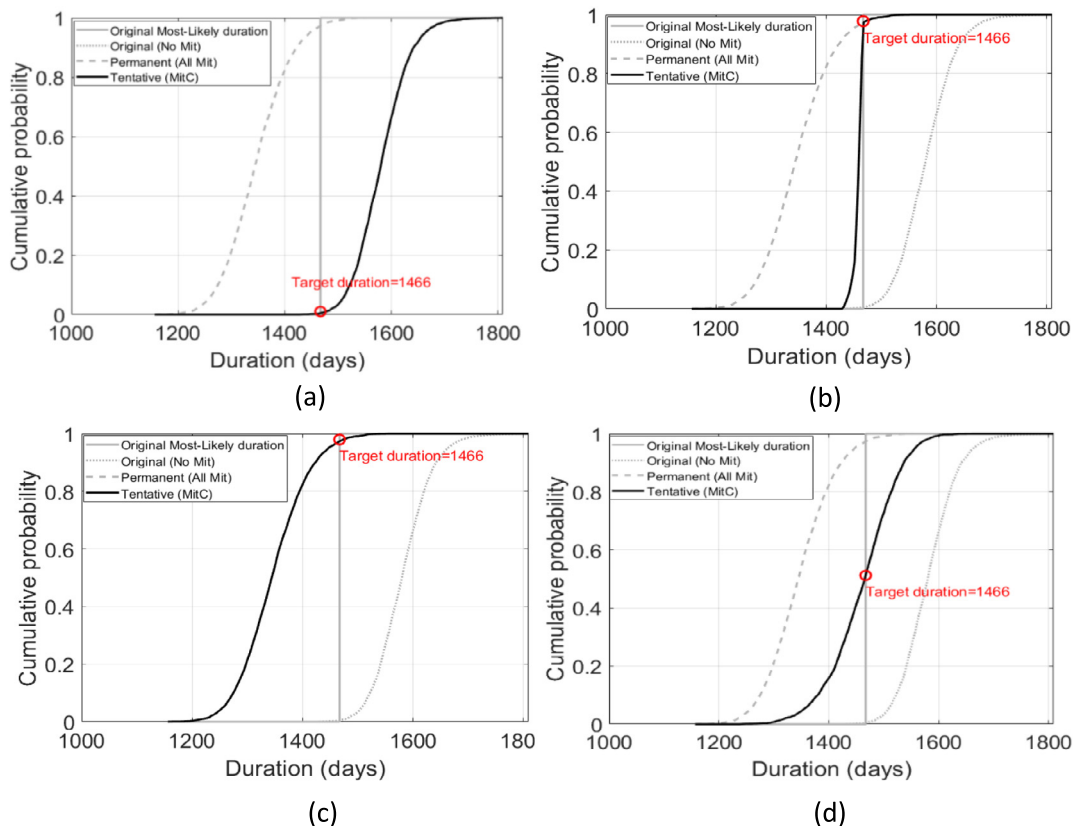 Original Most-Likely duration
Original (No Mit)
Permanent (All Mit)
Tentative (MitC)
Target duration=1466
1
0.8
0.6
0.4
0.2
0
Cumulative probability
1000 1200 1400 1600 1800
Duration (days)
(a)
Original Most-Likely duration
Original (No Mit)
Permanent (All Mit)
Tentative (MitC)
Target duration=1466
1
0.8
0.6
0.4
0.2
0
Cumulative probability
1000 1200 1400 1600 1800
Duration (days)
(b)
Original Most-Likely duration
Original (No Mit)
Permanent (All Mit)
Tentative (MitC)
Target duration=1466
1
0.8
0.6
0.4
0.2
0
Cumulative probability
1000 1200 1400 1600 180
Duration (days)
(c)
Original Most-Likely duration
Original (No Mit)
Permanent (All Mit)
Tentative (MitC)
Target duration=1466
1
0.8
0.6
0.4
0.2
0
Cumulative probability
1000 1200 1400 1600 1800
Duration (days)
(d)